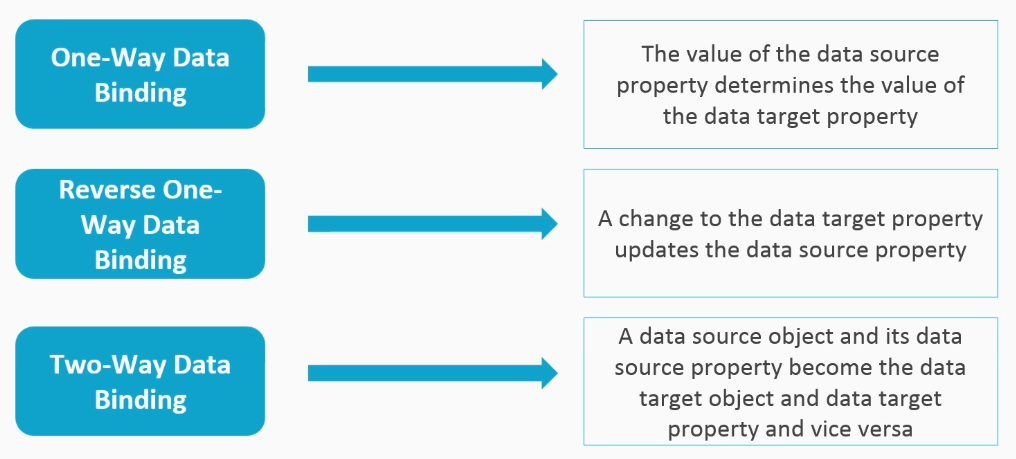 One-Way Data
Binding
The value of the data source
property determines the value of
the data target property
Reverse One-
Way Data
Binding
A change to the data target property
updates the data source property
Two-Way Data
Binding
A data source object and its data
source property become the data
target object and data target
property and vice versa